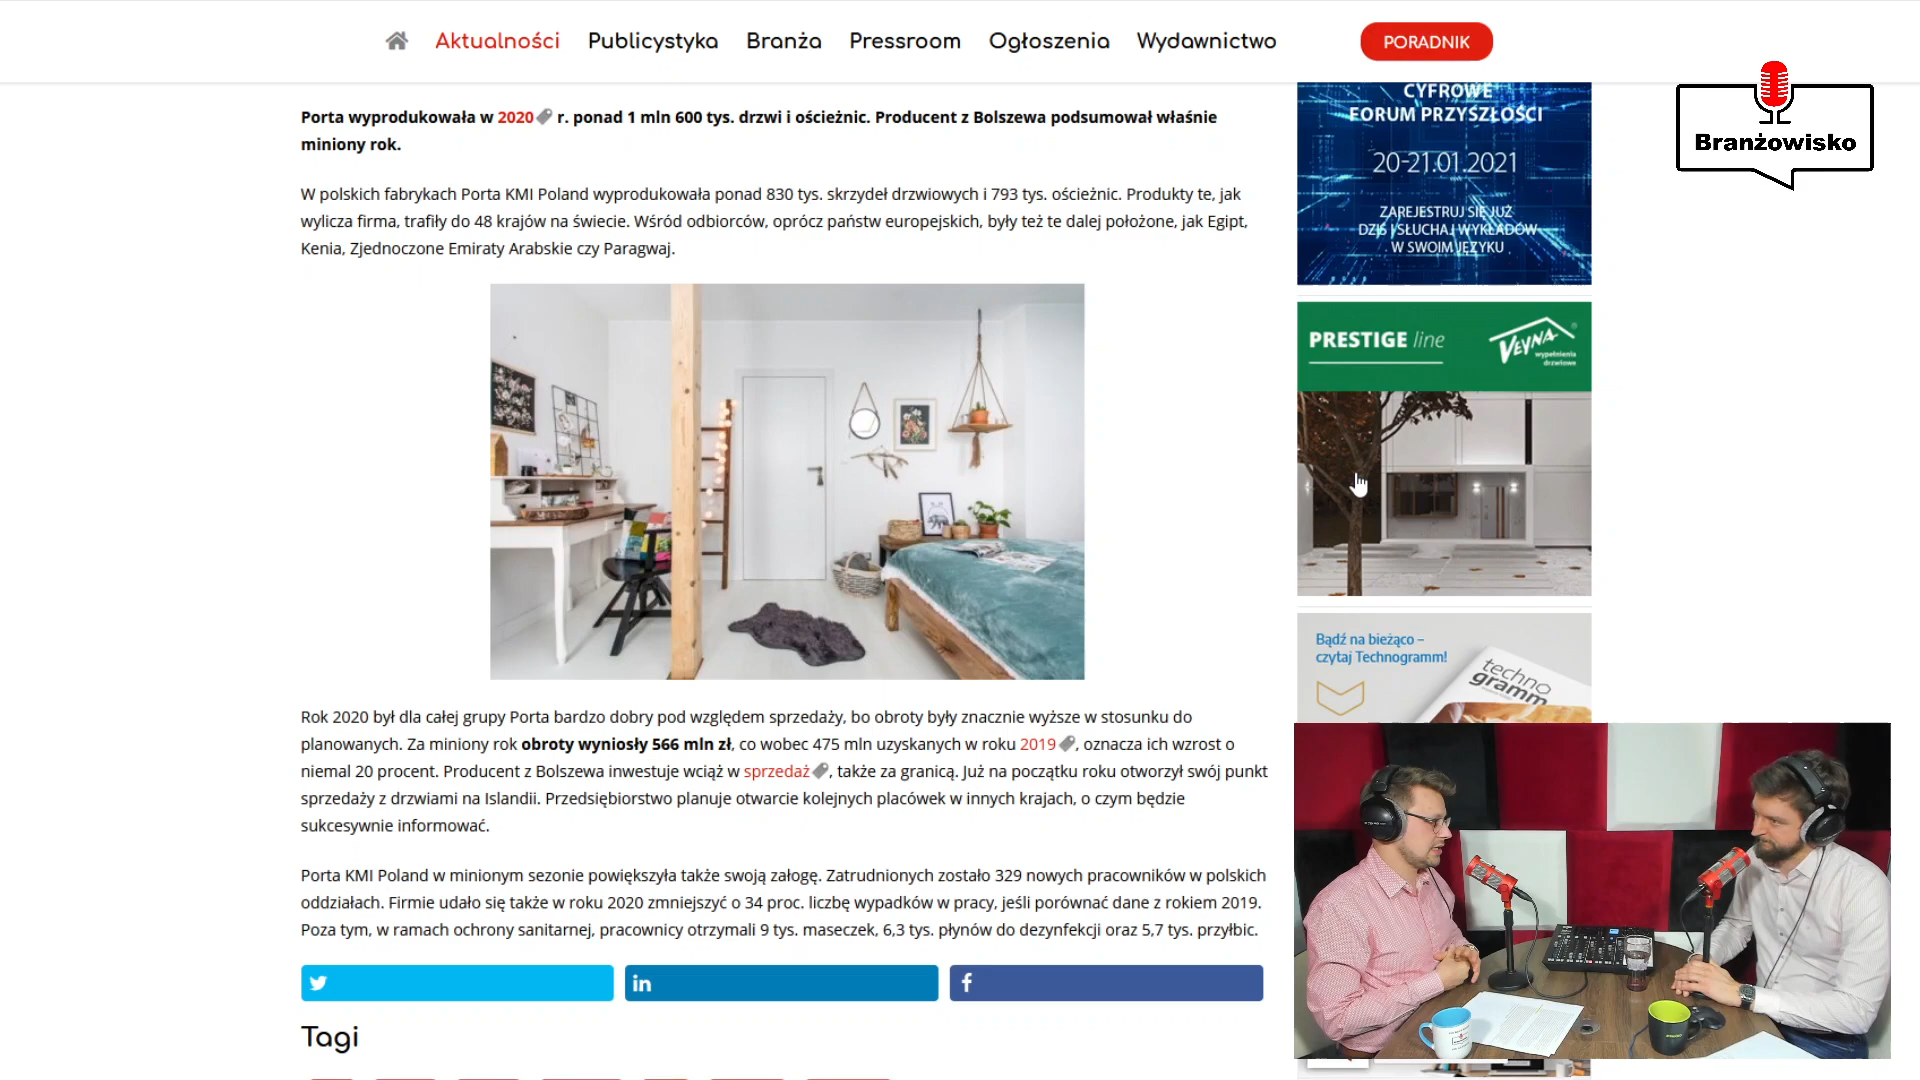 Aktualności Publicystyka Branża Pressroom Ogłoszenia Wydawnictwo PORADNIK
Branżowisko
Porta wyprodukowała w 2020 r. ponad 1 mln 600 tys. drzwi i ościeżnic. Producent z Bolszewa podsumował właśnie
miniony rok.
W polskich fabrykach Porta KMI Poland wyprodukowała ponad 830 tys. skrzydeł drzwiowych i 793 tys. ościeżnic. Produkty te, jak
wylicza firma, trafiły do 48 krajów na świecie. Wśród odbiorców, oprócz państw europejskich, były też te dalej położone, jak Egipt,
Kenia, Zjednoczone Emiraty Arabskie czy Paragwaj.
Rok 2020 był dla całej grupy Porta bardzo dobry pod względem sprzedaży, bo obroty były znacznie wyższe w stosunku do
planowanych. Za miniony rok obroty wyniosły 566 mln zł, co wobec 475 mln uzyskanych w roku 2019, oznacza ich wzrost o
niemal 20 procent. Producent z Bolszewa inwestuje wciąż w sprzedaż, także za granicą. Już na początku roku otworzył swój punkt
sprzedaży z drzwiami na Islandii. Przedsiębiorstwo planuje otwarcie kolejnych placówek w innych krajach, o czym będzie
sukcesywnie informować.
Porta KMI Poland w minionym sezonie powiększyła także swoją załogę. Zatrudnionych zostało 329 nowych pracowników w polskich
oddziałach. Firmie udało się także w roku 2020 zmniejszyć o 34 proc. liczbę wypadków w pracy, jeśli porównać dane z rokiem 2019.
Poza tym, w ramach ochrony sanitarnej, pracownicy otrzymali 9 tys. maseczek, 6,3 tys. płynów do dezynfekcji oraz 5,7 tys. przyłbic.
Tagi
CYFROWE
FORUM PRZYSZŁOŚCI
20-21.01.2021
ZAREJESTRUJ SIĘ JUŻ
DZIŚ I SŁUCHAJ WYKŁADÓW
W SWOIM JĘZYKU
PRESTIGE line
VEYNA®
wypełnienia
drzwiowe
Bądź na bieżąco –
czytaj Technogramm!
techno
gramm